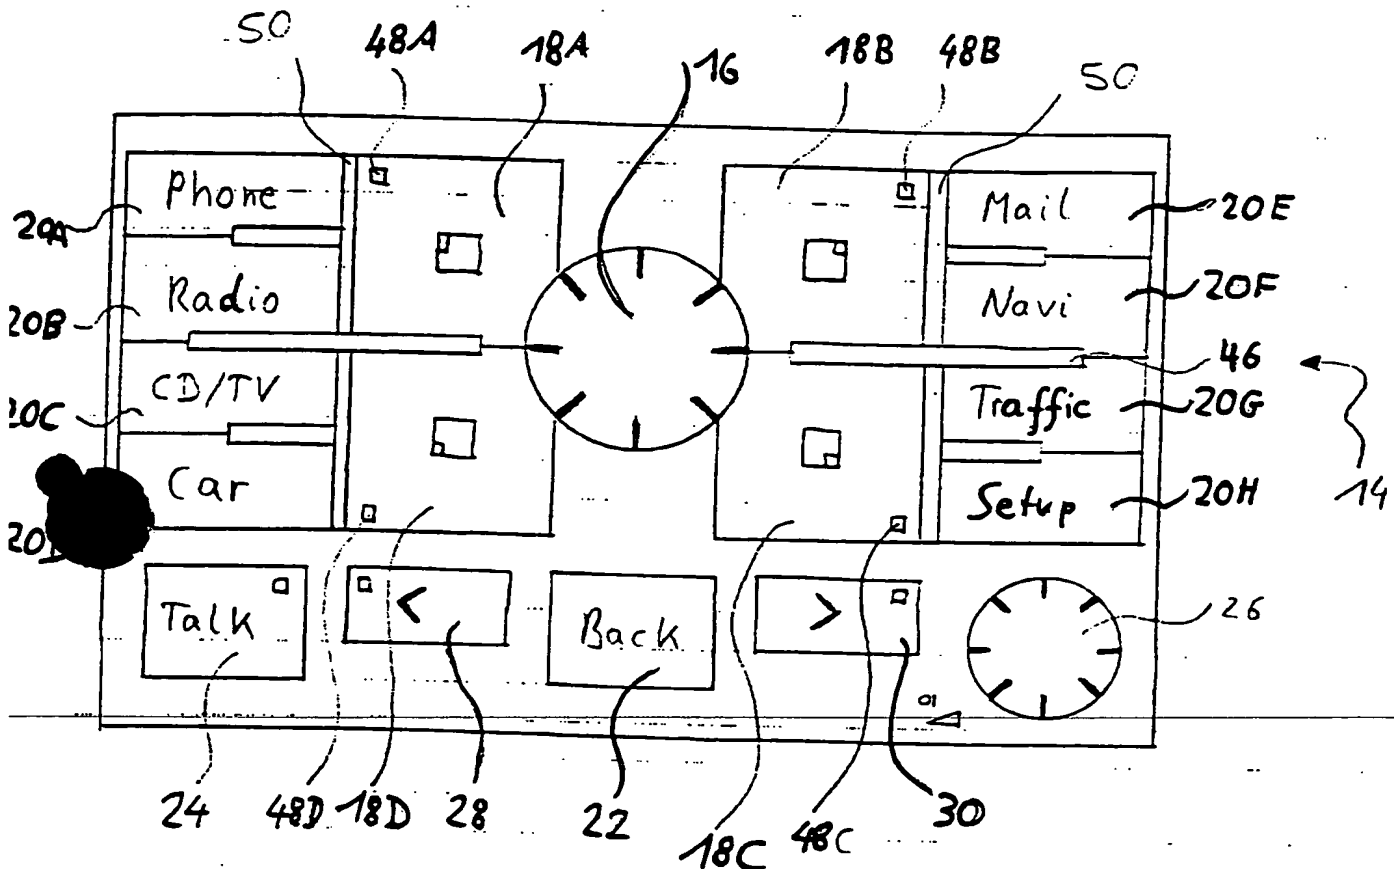 50 48A 18A 16 18B 48B 50
Phone Mail
20A 20E
Radio Navi
20B 20F
46
CD/TV Traffic
20C 20G
Car Setup
20H 14
Talk < Back >
26
24 48D 18D 28 22 18C 48C 30